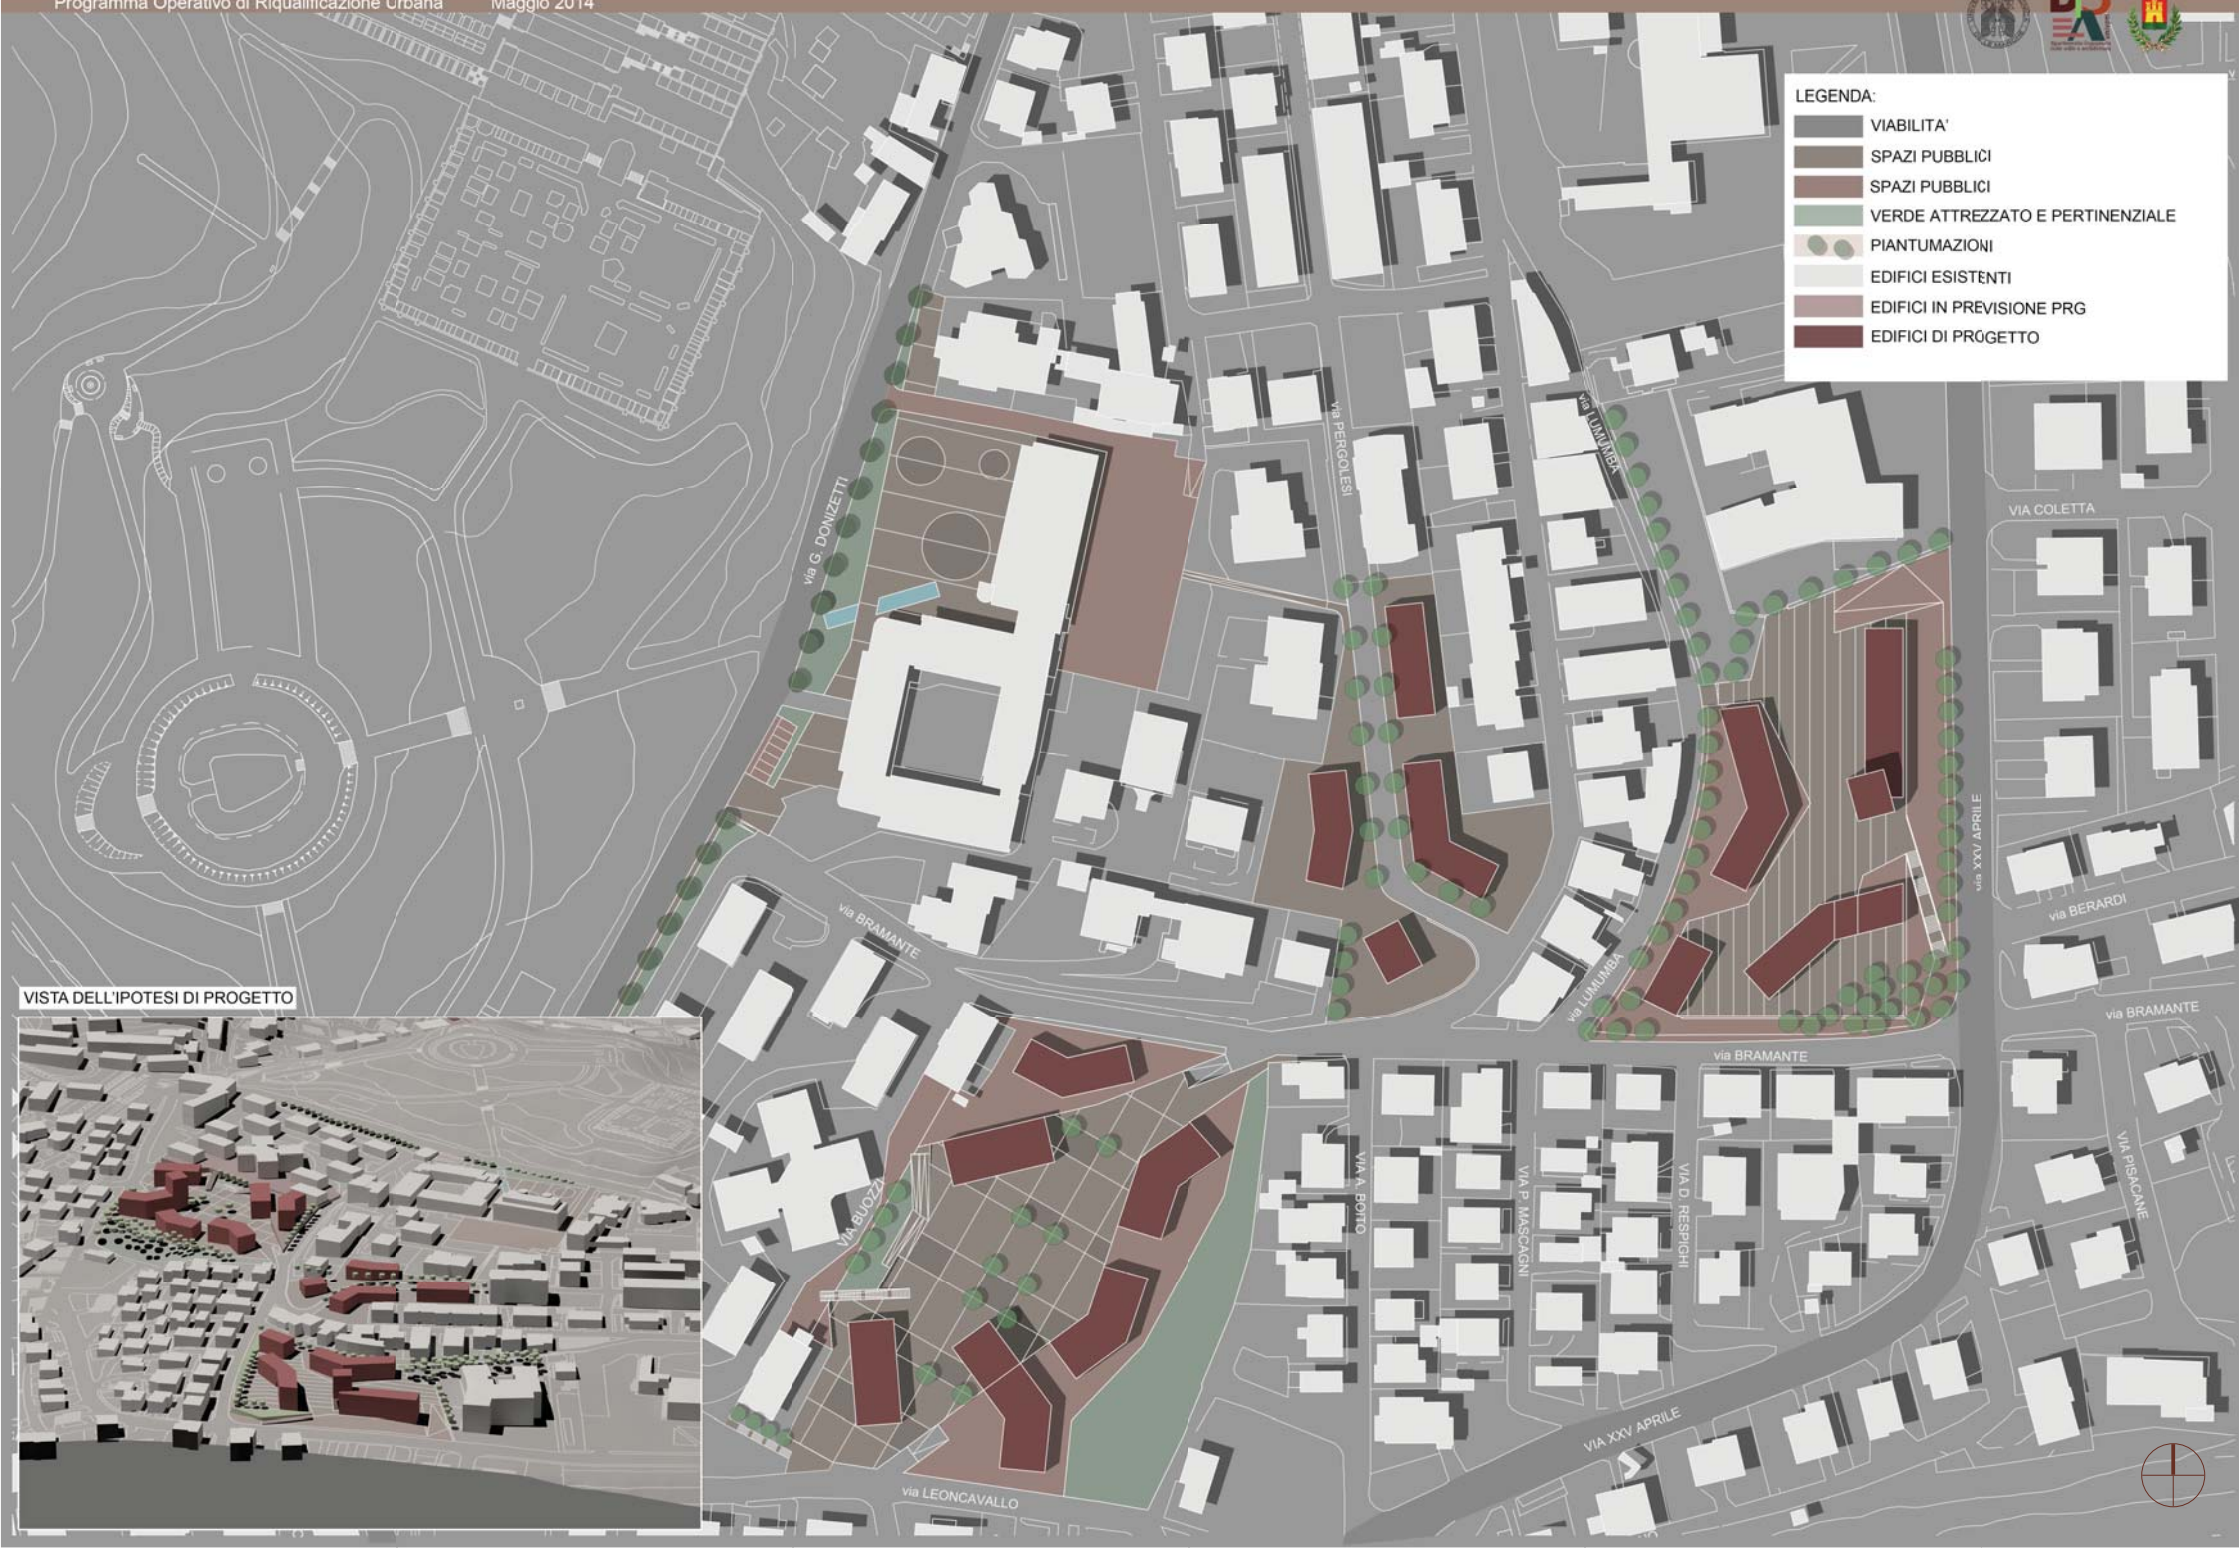 Programma Operativo di Riqualificazione Urbana Maggio 2014
LEGENDA:
VIABILITA'
SPAZI PUBBLICI
SPAZI PUBBLICI
VERDE ATTREZZATO E PERTINENZIALE
PIANTUMAZIONI
EDIFICI ESISTENTI
EDIFICI IN PREVISIONE PRG
EDIFICI DI PROGETTO
via PERGOLESI
via LUMUMBA
via G. DONIZETTI
VIA COLETTA
via XXV APRILE
via BERARDI
via BRAMANTE
via LUMUMBA
via BRAMANTE
via BRAMANTE
VISTA DELL'IPOTESI DI PROGETTO
VIA BUOZZI
VIA A. BOITO
VIA P. MASCAGNI
VIA D. RESPIGHI
VIA PISACANE
VIA XXV APRILE
via LEONCAVALLO